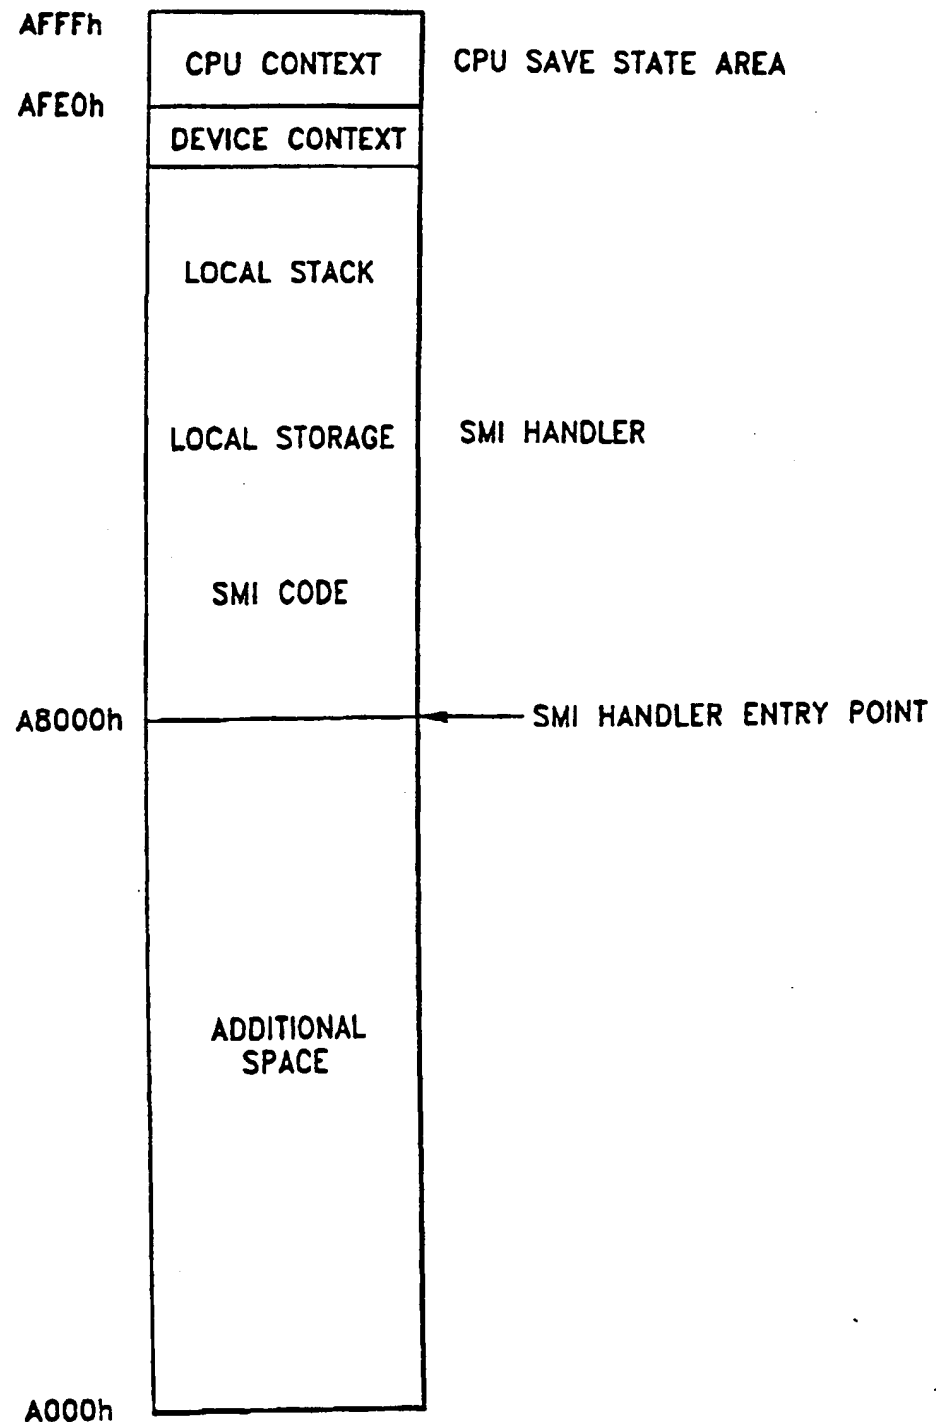 AFFFh
CPU CONTEXT
CPU SAVE STATE AREA
AFE0h
DEVICE CONTEXT
LOCAL STACK
LOCAL STORAGE
SMI HANDLER
SMI CODE
A8000h
SMI HANDLER ENTRY POINT
ADDITIONAL
SPACE
A000h